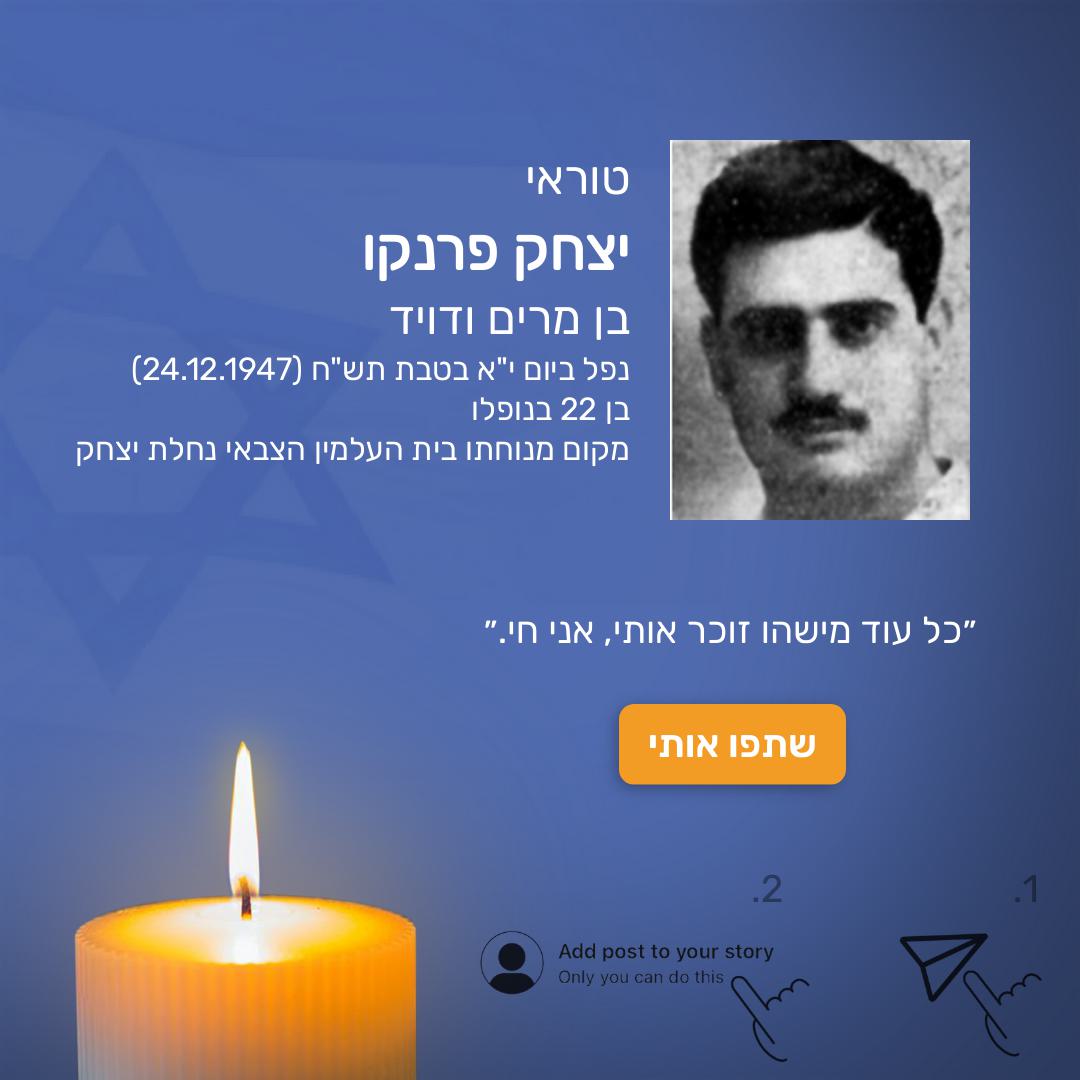 טוראי
יצחק פרנקו
בן מרים ודויד
נפל ביום י"א בטבת תש"ח (24.12.1947)
בן 22 בנופלו
מקום מנוחתו בית העלמין הצבאי נחלת יצחק
״כל עוד מישהו זוכר אותי, אני חי.״
שתפו אותי
1.
2.
Add post to your story
Only you can do this